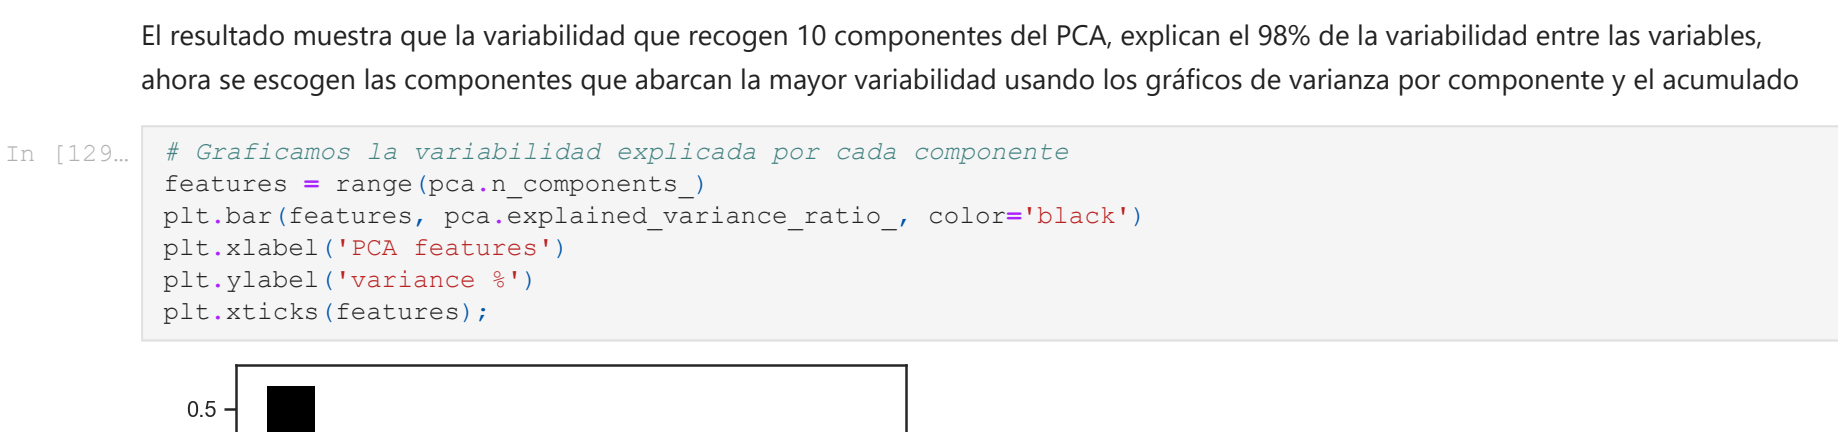 El resultado muestra que la variabilidad que recogen 10 componentes del PCA, explican el 98% de la variabilidad entre las variables,
ahora se escogen las componentes que abarcan la mayor variabilidad usando los gráficos de varianza por componente y el acumulado
In [129…
# Graficamos la variabilidad explicada por cada componente
features = range(pca.n_components_)
plt.bar(features, pca.explained_variance_ratio_, color='black')
plt.xlabel('PCA features')
plt.ylabel('variance %')
plt.xticks(features);
0.5